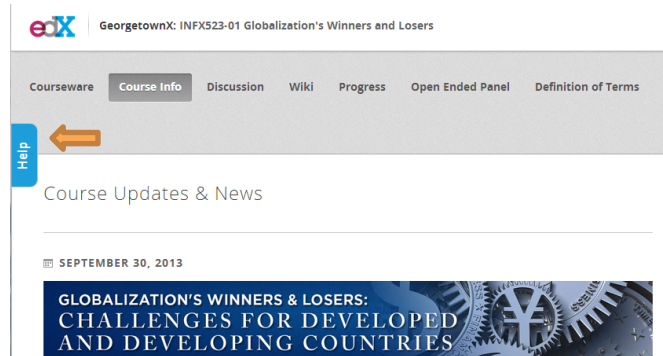 edX GeorgetownX: INFX523-01 Globalization's Winners and Losers
Courseware Course Info Discussion Wiki Progress Open Ended Panel Definition of Terms
Help
Course Updates & News
SEPTEMBER 30, 2013
GLOBALIZATION'S WINNERS & LOSERS:
CHALLENGES FOR DEVELOPED
AND DEVELOPING COUNTRIES